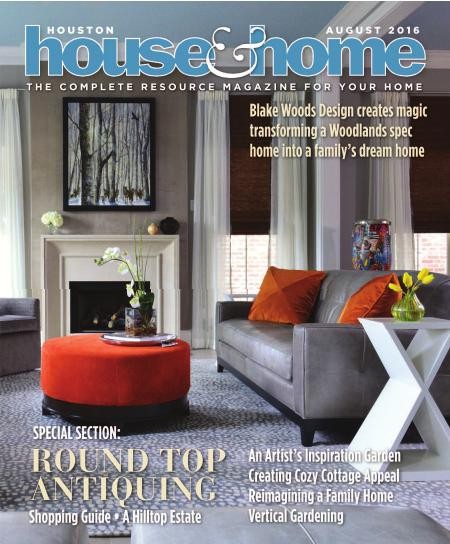 HOUSTON
AUGUST 2016
house&home
THE COMPLETE RESOURCE MAGAZINE FOR YOUR HOME
Blake Woods Design creates magic
transforming a Woodlands spec
home into a family's dream home
SPECIAL SECTION:
ROUND TOP
ANTIQUING
Shopping Guide • A Hilltop Estate
An Artist's Inspiration Garden
Creating Cozy Cottage Appeal
Reimagining a Family Home
Vertical Gardening